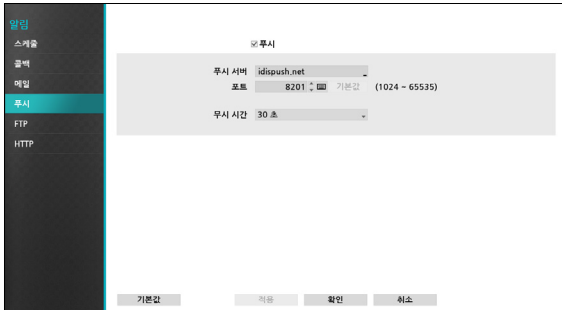 알림
스케줄
콜백
메일
푸시
FTP
HTTP
푸시
푸시 서버 idispush.net
포트 8201 기본값 (1024 ~ 65535)
무시 시간 30 초
기본값 적용 확인 취소